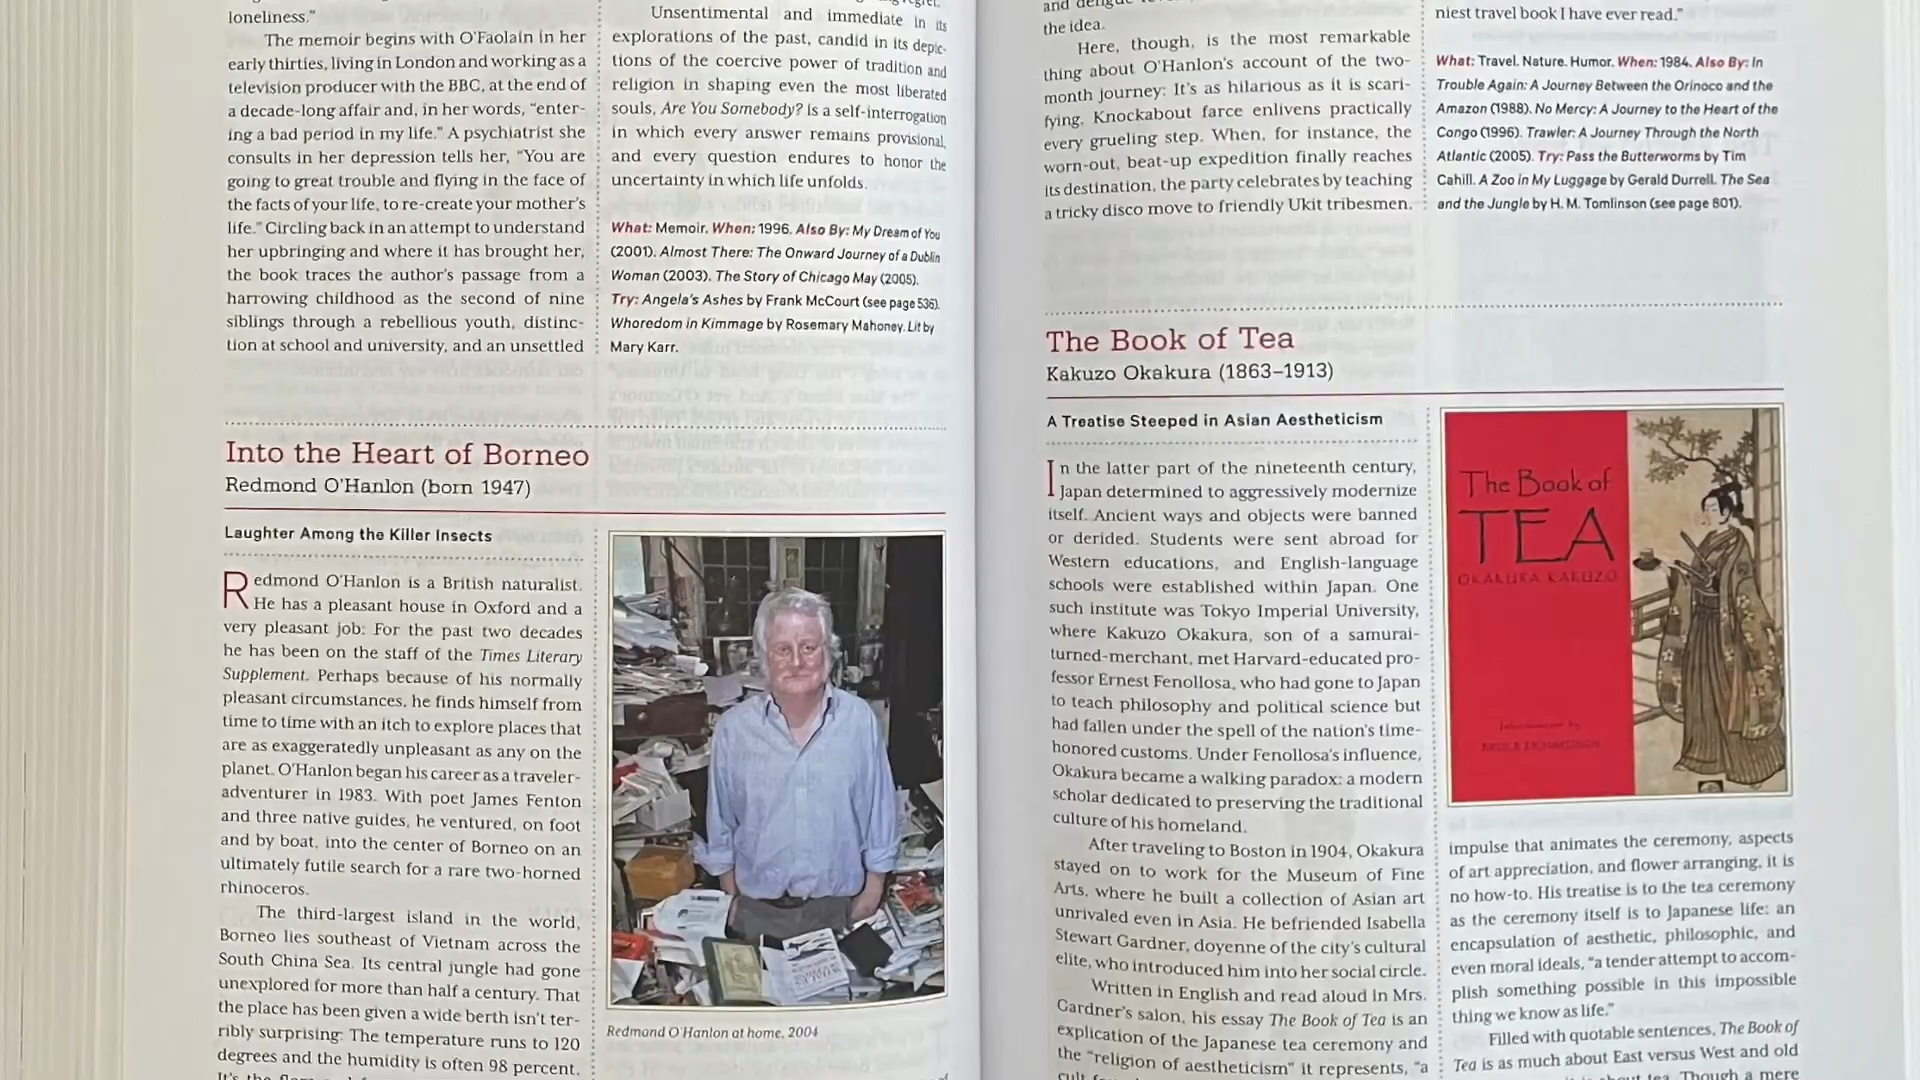 loneliness."
The memoir begins with O'Faolain in her
early thirties, living in London and working as a
television producer with the BBC, at the end of
a decade-long affair and, in her words, "enter-
ing a bad period in my life." A psychiatrist she
consults in her depression tells her, "You are
going to great trouble and flying in the face of
the facts of your life, to re-create your mother's
life." Circling back in an attempt to understand
her upbringing and where it has brought her,
the book traces the author's passage from a
harrowing childhood as the second of nine
siblings through a rebellious youth, distinc-
tion at school and university, and an unsettled
regret.
Unsentimental and immediate in its
explorations of the past, candid in its depic-
tions of the coercive power of tradition and
religion in shaping even the most liberated
souls, Are You Somebody? is a self-interrogation
in which every answer remains provisional,
and every question endures to honor the
uncertainty in which life unfolds.
What: Memoir. When: 1996. Also By: My Dream of You
(2001). Almost There: The Onward Journey of a Dublin
Woman (2003). The Story of Chicago May (2005).
Try: Angela's Ashes by Frank McCourt (see page 536).
Whoredom in Kimmage by Rosemary Mahoney. Lit by
Mary Karr.
Into the Heart of Borneo
Redmond O'Hanlon (born 1947)
Laughter Among the Killer Insects
Redmond O'Hanlon is a British naturalist.
He has a pleasant house in Oxford and a
very pleasant job: For the past two decades
he has been on the staff of the Times Literary
Supplement. Perhaps because of his normally
pleasant circumstances, he finds himself from
time to time with an itch to explore places that
are as exaggeratedly unpleasant as any on the
planet. O'Hanlon began his career as a traveler-
adventurer in 1983. With poet James Fenton
and three native guides, he ventured, on foot
and by boat, into the center of Borneo on an
ultimately futile search for a rare two-horned
rhinoceros.
The third-largest island in the world,
Borneo lies southeast of Vietnam across the
South China Sea. Its central jungle had gone
unexplored for more than half a century. That
the place has been given a wide berth isn't ter-
ribly surprising: The temperature runs to 120
degrees and the humidity is often 98 percent.
It's the
Redmond O'Hanlon at home, 2004
and dengue
the idea.
Here, though, is the most remarkable
thing about O'Hanlon's account of the two-
month journey: It's as hilarious as it is scari-
fying. Knockabout farce enlivens practically
every grueling step. When, for instance, the
worn-out, beat-up expedition finally reaches
its destination, the party celebrates by teaching
a tricky disco move to friendly Ukit tribesmen.
niest travel book I have ever read."
What: Travel. Nature. Humor. When: 1984. Also By: In
Trouble Again: A Journey Between the Orinoco and the
Amazon (1988). No Mercy: A Journey to the Heart of the
Congo (1996). Trawler: A Journey Through the North
Atlantic (2005). Try: Pass the Butterworms by Tim
Cahill. A Zoo in My Luggage by Gerald Durrell. The Sea
and the Jungle by H. M. Tomlinson (see page 801).
The Book of Tea
Kakuzo Okakura (1863–1913)
A Treatise Steeped in Asian Aestheticism
In the latter part of the nineteenth century,
Japan determined to aggressively modernize
itself. Ancient ways and objects were banned
or derided. Students were sent abroad for
Western educations, and English-language
schools were established within Japan. One
such institute was Tokyo Imperial University,
where Kakuzo Okakura, son of a samurai-
turned-merchant, met Harvard-educated pro-
fessor Ernest Fenollosa, who had gone to Japan
to teach philosophy and political science but
had fallen under the spell of the nation's time-
honored customs. Under Fenollosa's influence,
Okakura became a walking paradox: a modern
scholar dedicated to preserving the traditional
culture of his homeland.
After traveling to Boston in 1904, Okakura
stayed on to work for the Museum of Fine
Arts, where he built a collection of Asian art
unrivaled even in Asia. He befriended Isabella
Stewart Gardner, doyenne of the city's cultural
elite, who introduced him into her social circle.
Written in English and read aloud in Mrs.
Gardner's salon, his essay The Book of Tea is an
explication of the Japanese tea ceremony and
the "religion of aestheticism" it represents, "a
The Book of
TEA
OKAKURA KAKUZO
Introduction by
BRUCE RICHARDSON
impulse that animates the ceremony, aspects
of art appreciation, and flower arranging, it is
no how-to. His treatise is to the tea ceremony
as the ceremony itself is to Japanese life: an
encapsulation of aesthetic, philosophic, and
even moral ideals, "a tender attempt to accom-
plish something possible in this impossible
thing we know as life."
Filled with quotable sentences, The Book of
Tea is as much about East versus West and old
about tea. Though a mere